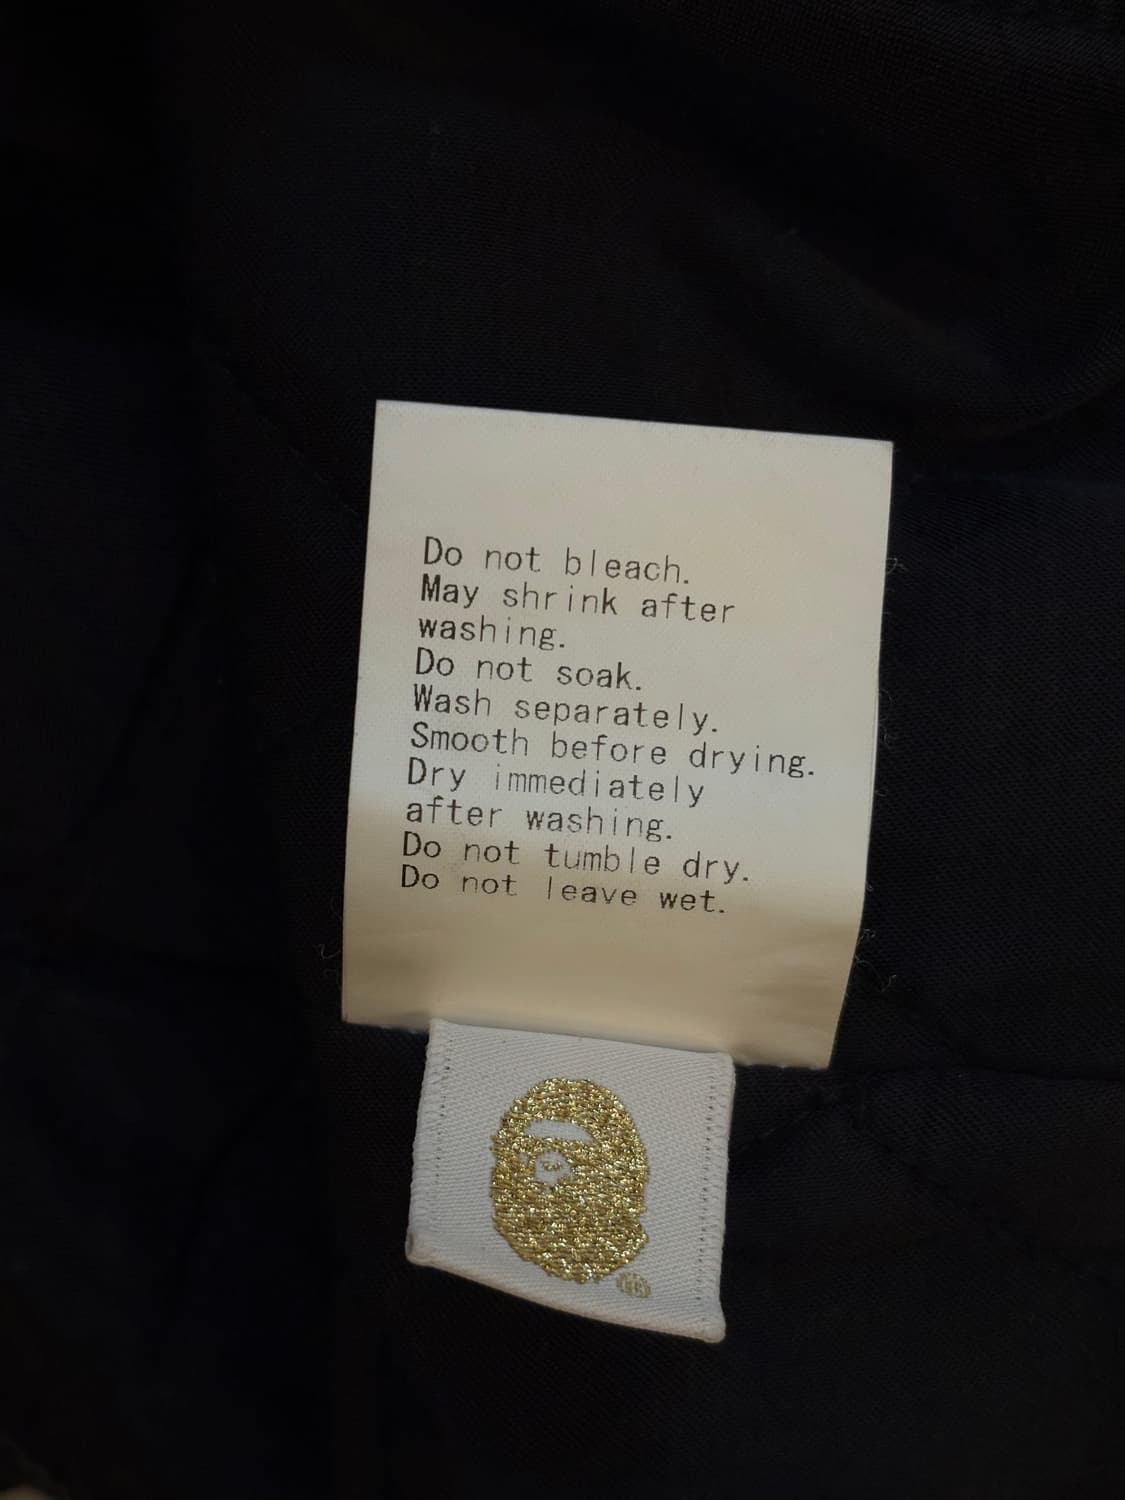 Do not bleach.
May shrink after
washing.
Do not soak.
Wash separately.
Smooth before drying.
Dry immediately
after washing.
Do not tumble dry.
Do not leave wet.